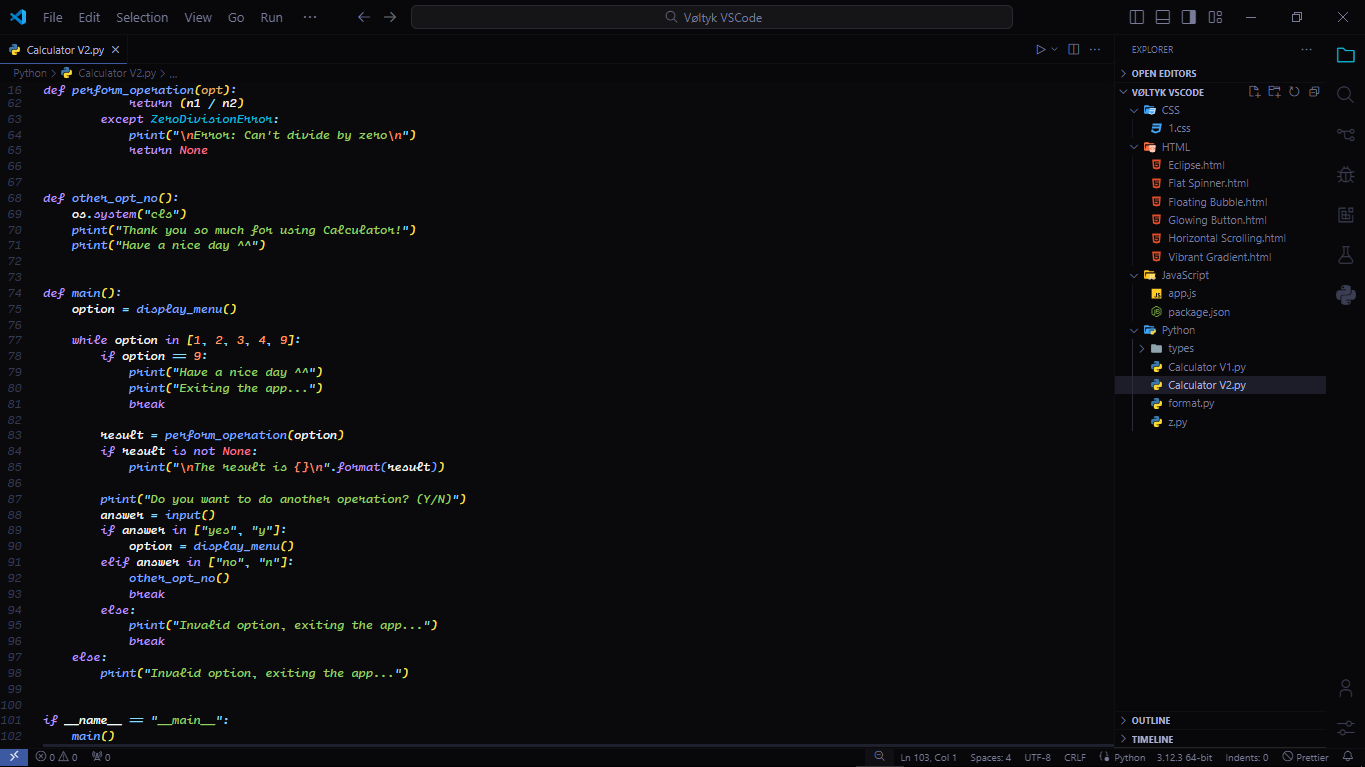 File Edit Selection View Go Run ··· Vøltyk VSCode
Calculator V2.py
Python > Calculator V2.py > ...
16 def perform_operation(opt):
62 return (n1 / n2)
63 except ZeroDivisionError:
64 print("\nError: Can't divide by zero\n")
65 return None
66
67
68 def other_opt_no():
69 os.system("cls")
70 print("Thank you so much for using Calculator!")
71 print("Have a nice day ^^")
72
73
74 def main():
75 option = display_menu()
76
77 while option in [1, 2, 3, 4, 9]:
78 if option == 9:
79 print("Have a nice day ^^")
80 print("Exiting the app...")
81 break
82
83 result = perform_operation(option)
84 if result is not None:
85 print("\nThe result is {}\n".format(result))
86
87 print("Do you want to do another operation? (Y/N)")
88 answer = input()
89 if answer in ["yes", "y"]:
90 option = display_menu()
91 elif answer in ["no", "n"]:
92 other_opt_no()
93 break
94 else:
95 print("Invalid option, exiting the app...")
96 break
97 else:
98 print("Invalid option, exiting the app...")
99
100
101 if __name__ == "__main__":
102 main()
EXPLORER
OPEN EDITORS
VØLTYK VSCODE
CSS
1.css
HTML
Eclipse.html
Flat Spinner.html
Floating Bubble.html
Glowing Button.html
Horizontal Scrolling.html
Vibrant Gradient.html
JavaScript
app.js
package.json
Python
types
Calculator V1.py
Calculator V2.py
format.py
z.py
OUTLINE
TIMELINE
0 0 0 Ln 103, Col 1 Spaces: 4 UTF-8 CRLF Python 3.12.3 64-bit Indents: 0 Prettier